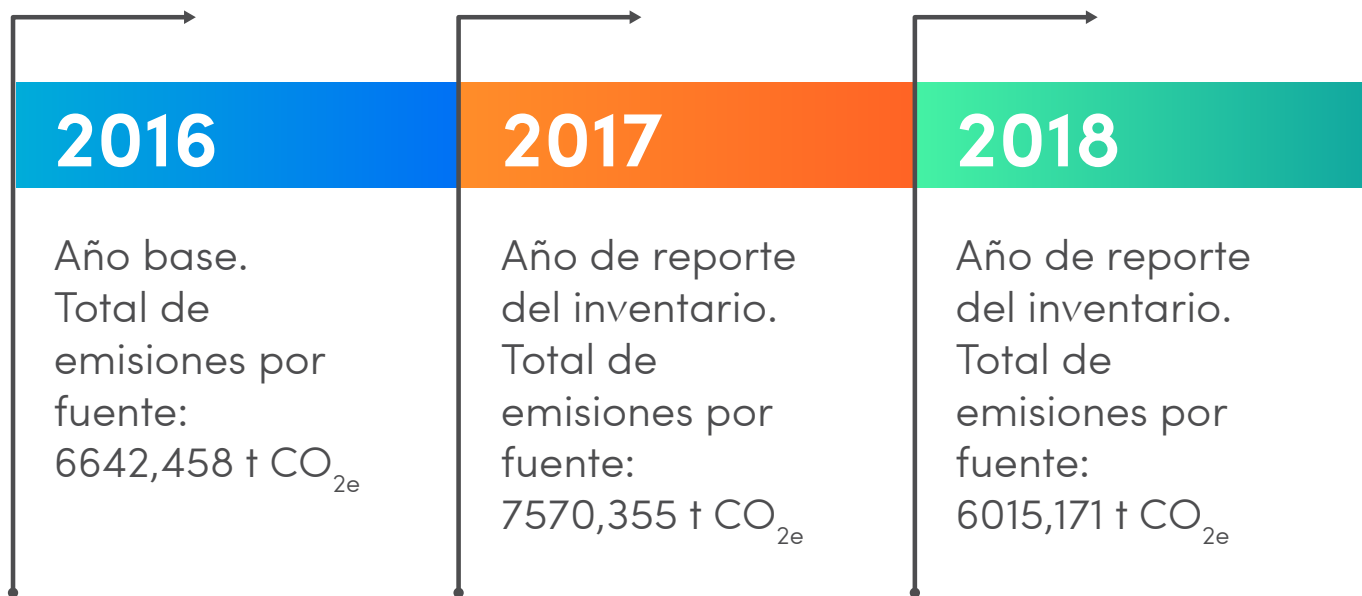 2016
Año base.
Total de
emisiones por
fuente:
6642,458 t CO2e
2017
Año de reporte
del inventario.
Total de
emisiones por
fuente:
7570,355 t CO2e
2018
Año de reporte
del inventario.
Total de
emisiones por
fuente:
6015,171 t CO2e